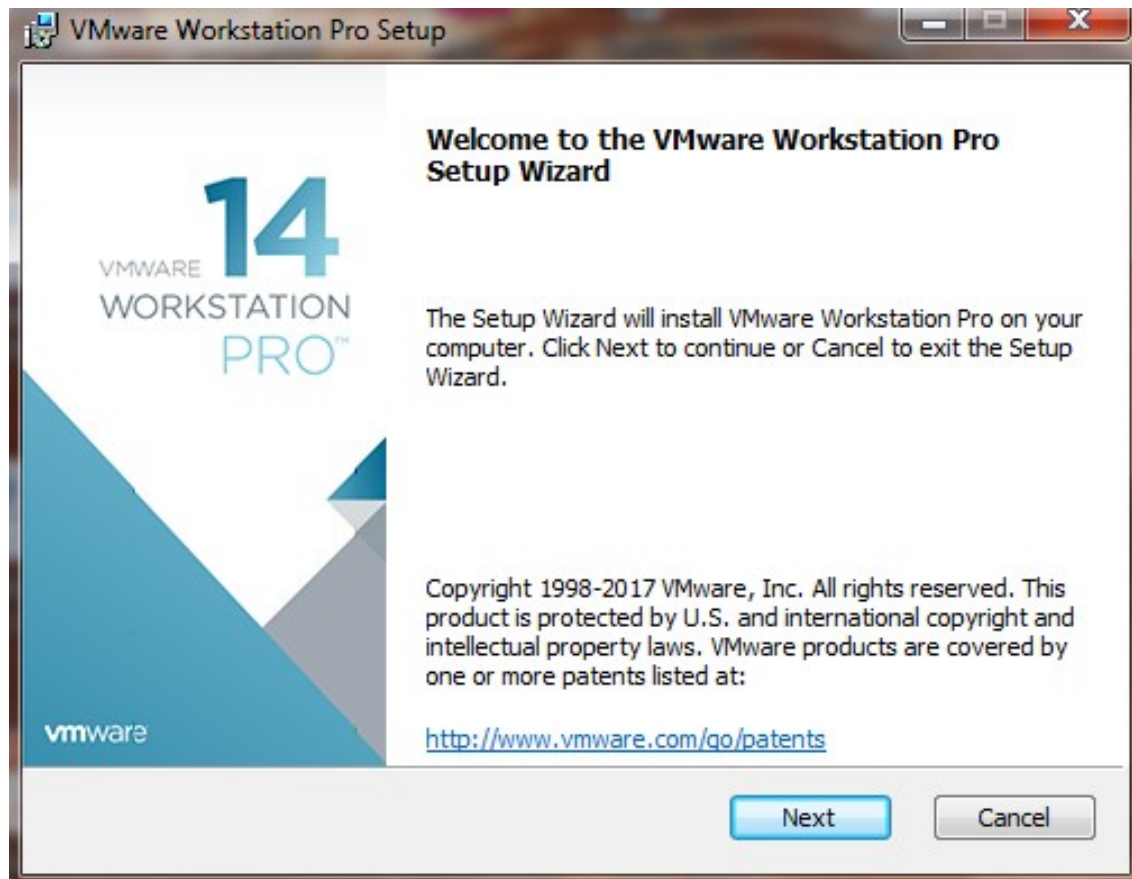 VMware Workstation Pro Setup
14
VMWARE
WORKSTATION
PRO™
vmware
Welcome to the VMware Workstation Pro
Setup Wizard
The Setup Wizard will install VMware Workstation Pro on your
computer. Click Next to continue or Cancel to exit the Setup
Wizard.
Copyright 1998-2017 VMware, Inc. All rights reserved. This
product is protected by U.S. and international copyright and
intellectual property laws. VMware products are covered by
one or more patents listed at:
http://www.vmware.com/go/patents
Next
Cancel